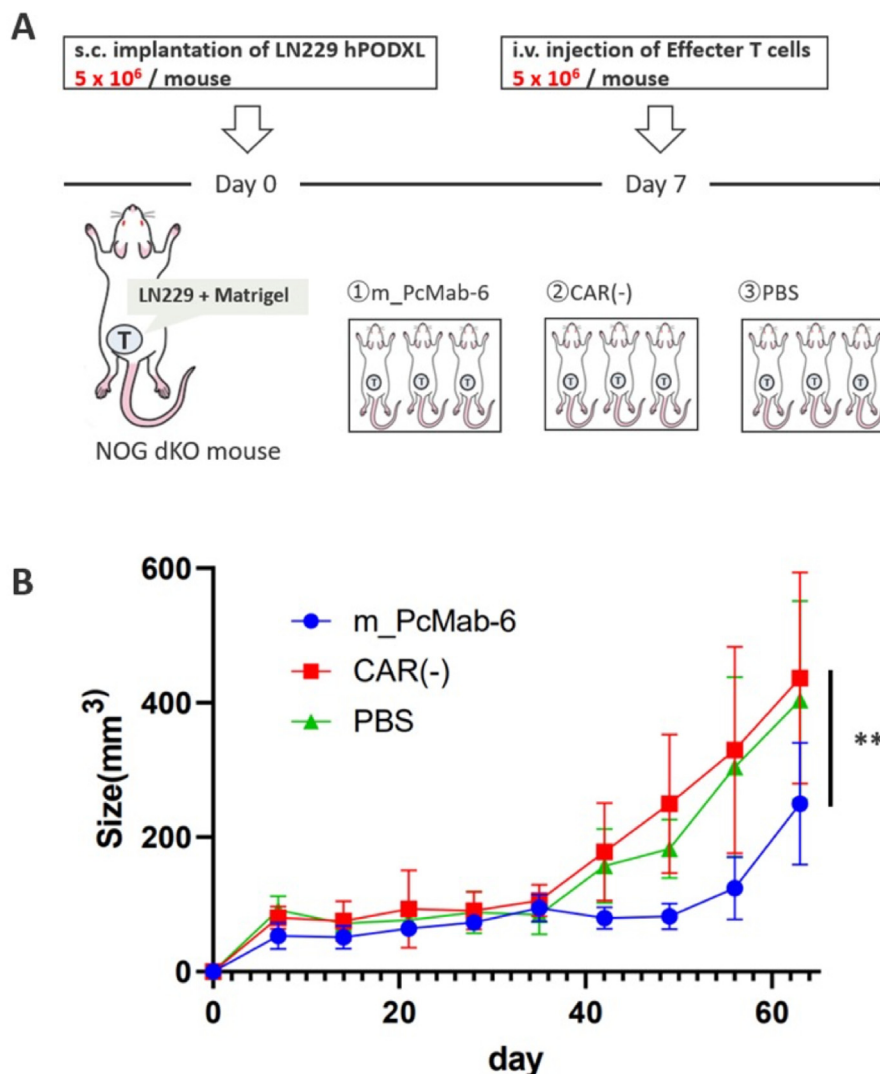 A
s.c. implantation of LN229 hPODXL
5 x 10⁶ / mouse
i.v. injection of Effecter T cells
5 x 10⁶ / mouse
Day 0
Day 7
LN229 + Matrigel
T
NOG dKO mouse
①m_PcMab-6
②CAR(-)
③PBS
T T T
T T T
T T T
B
Size(mm³)
600
400
200
0
m_PcMab-6
CAR(-)
PBS
**
0 20 40 60
day